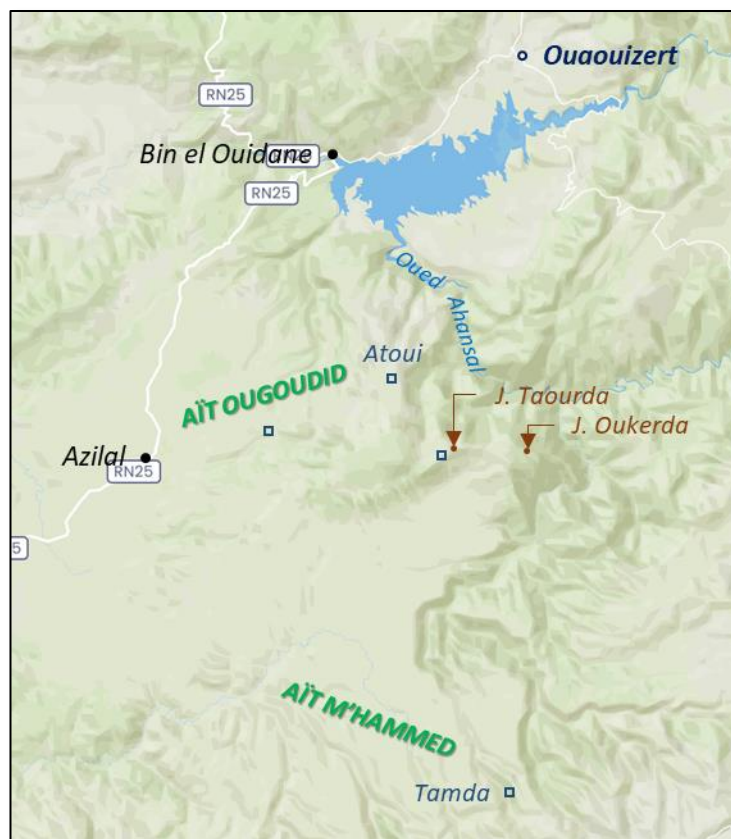 Ouaouizert
RN25
Bin el Ouidane
RN25
RN25
Oued Ahansal
Atoui
AÏT OUGOUDID
J. Taourda
J. Oukerda
Azilal
RN25
5
AÏT M'HAMMED
Tamda